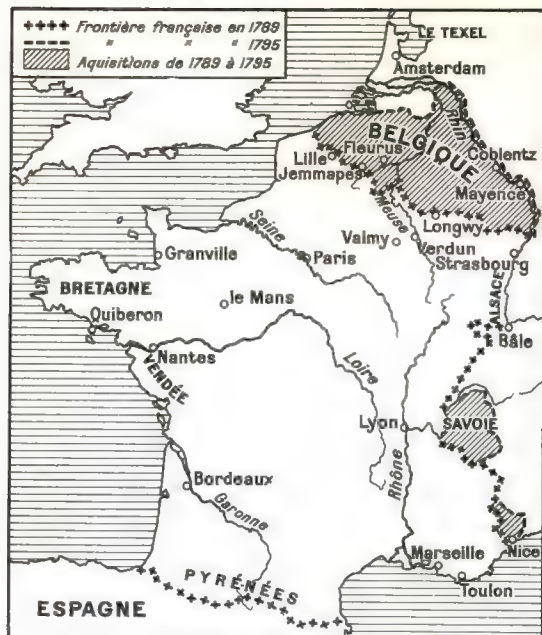 Frontière française en 1789
" " " 1795
Aquisitions de 1789 à 1795
LE TEXEL
Amsterdam
Rhin
BELGIQUE
Fleurus
Lille
Jemmapes
Coblentz
Mayence
Meuse
Longwy
Seine
Valmy
Verdun
Granville
Paris
Strasbourg
BRETAGNE
le Mans
ALSACE
Quiberon
Bâle
Nantes
VENDÉE
Loire
Lyon
SAVOIE
Rhône
Bordeaux
Garonne
Nice
Marseille
PYRÉNÉES
Toulon
ESPAGNE